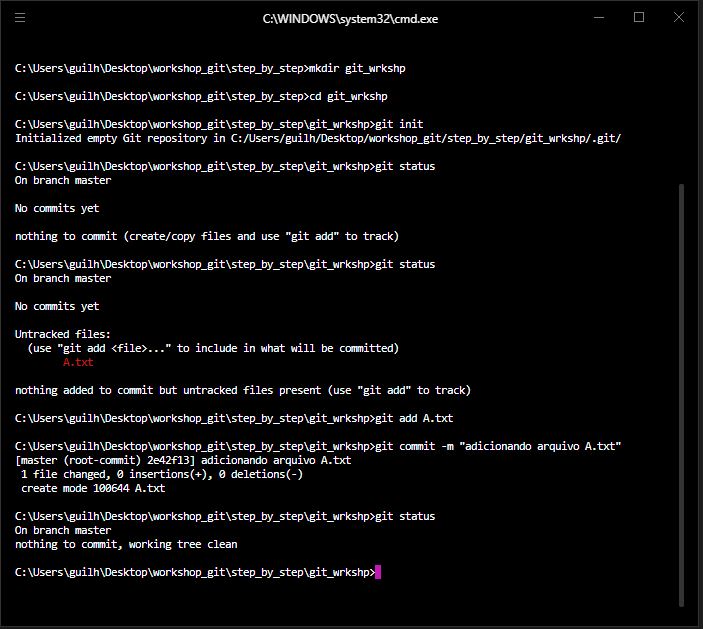 C:\WINDOWS\system32\cmd.exe
C:\Users\guilh\Desktop\workshop_git\step_by_step>mkdir git_wrkshp
C:\Users\guilh\Desktop\workshop_git\step_by_step>cd git_wrkshp
C:\Users\guilh\Desktop\workshop_git\step_by_step\git_wrkshp>git init
Initialized empty Git repository in C:/Users/guilh/Desktop/workshop_git/step_by_step/git_wrkshp/.git/
C:\Users\guilh\Desktop\workshop_git\step_by_step\git_wrkshp>git status
On branch master
No commits yet
nothing to commit (create/copy files and use "git add" to track)
C:\Users\guilh\Desktop\workshop_git\step_by_step\git_wrkshp>git status
On branch master
No commits yet
Untracked files:
(use "git add <file>..." to include in what will be committed)
A.txt
nothing added to commit but untracked files present (use "git add" to track)
C:\Users\guilh\Desktop\workshop_git\step_by_step\git_wrkshp>git add A.txt
C:\Users\guilh\Desktop\workshop_git\step_by_step\git_wrkshp>git commit -m "adicionando arquivo A.txt"
[master (root-commit) 2e42f13] adicionando arquivo A.txt
1 file changed, 0 insertions(+), 0 deletions(-)
create mode 100644 A.txt
C:\Users\guilh\Desktop\workshop_git\step_by_step\git_wrkshp>git status
On branch master
nothing to commit, working tree clean
C:\Users\guilh\Desktop\workshop_git\step_by_step\git_wrkshp>